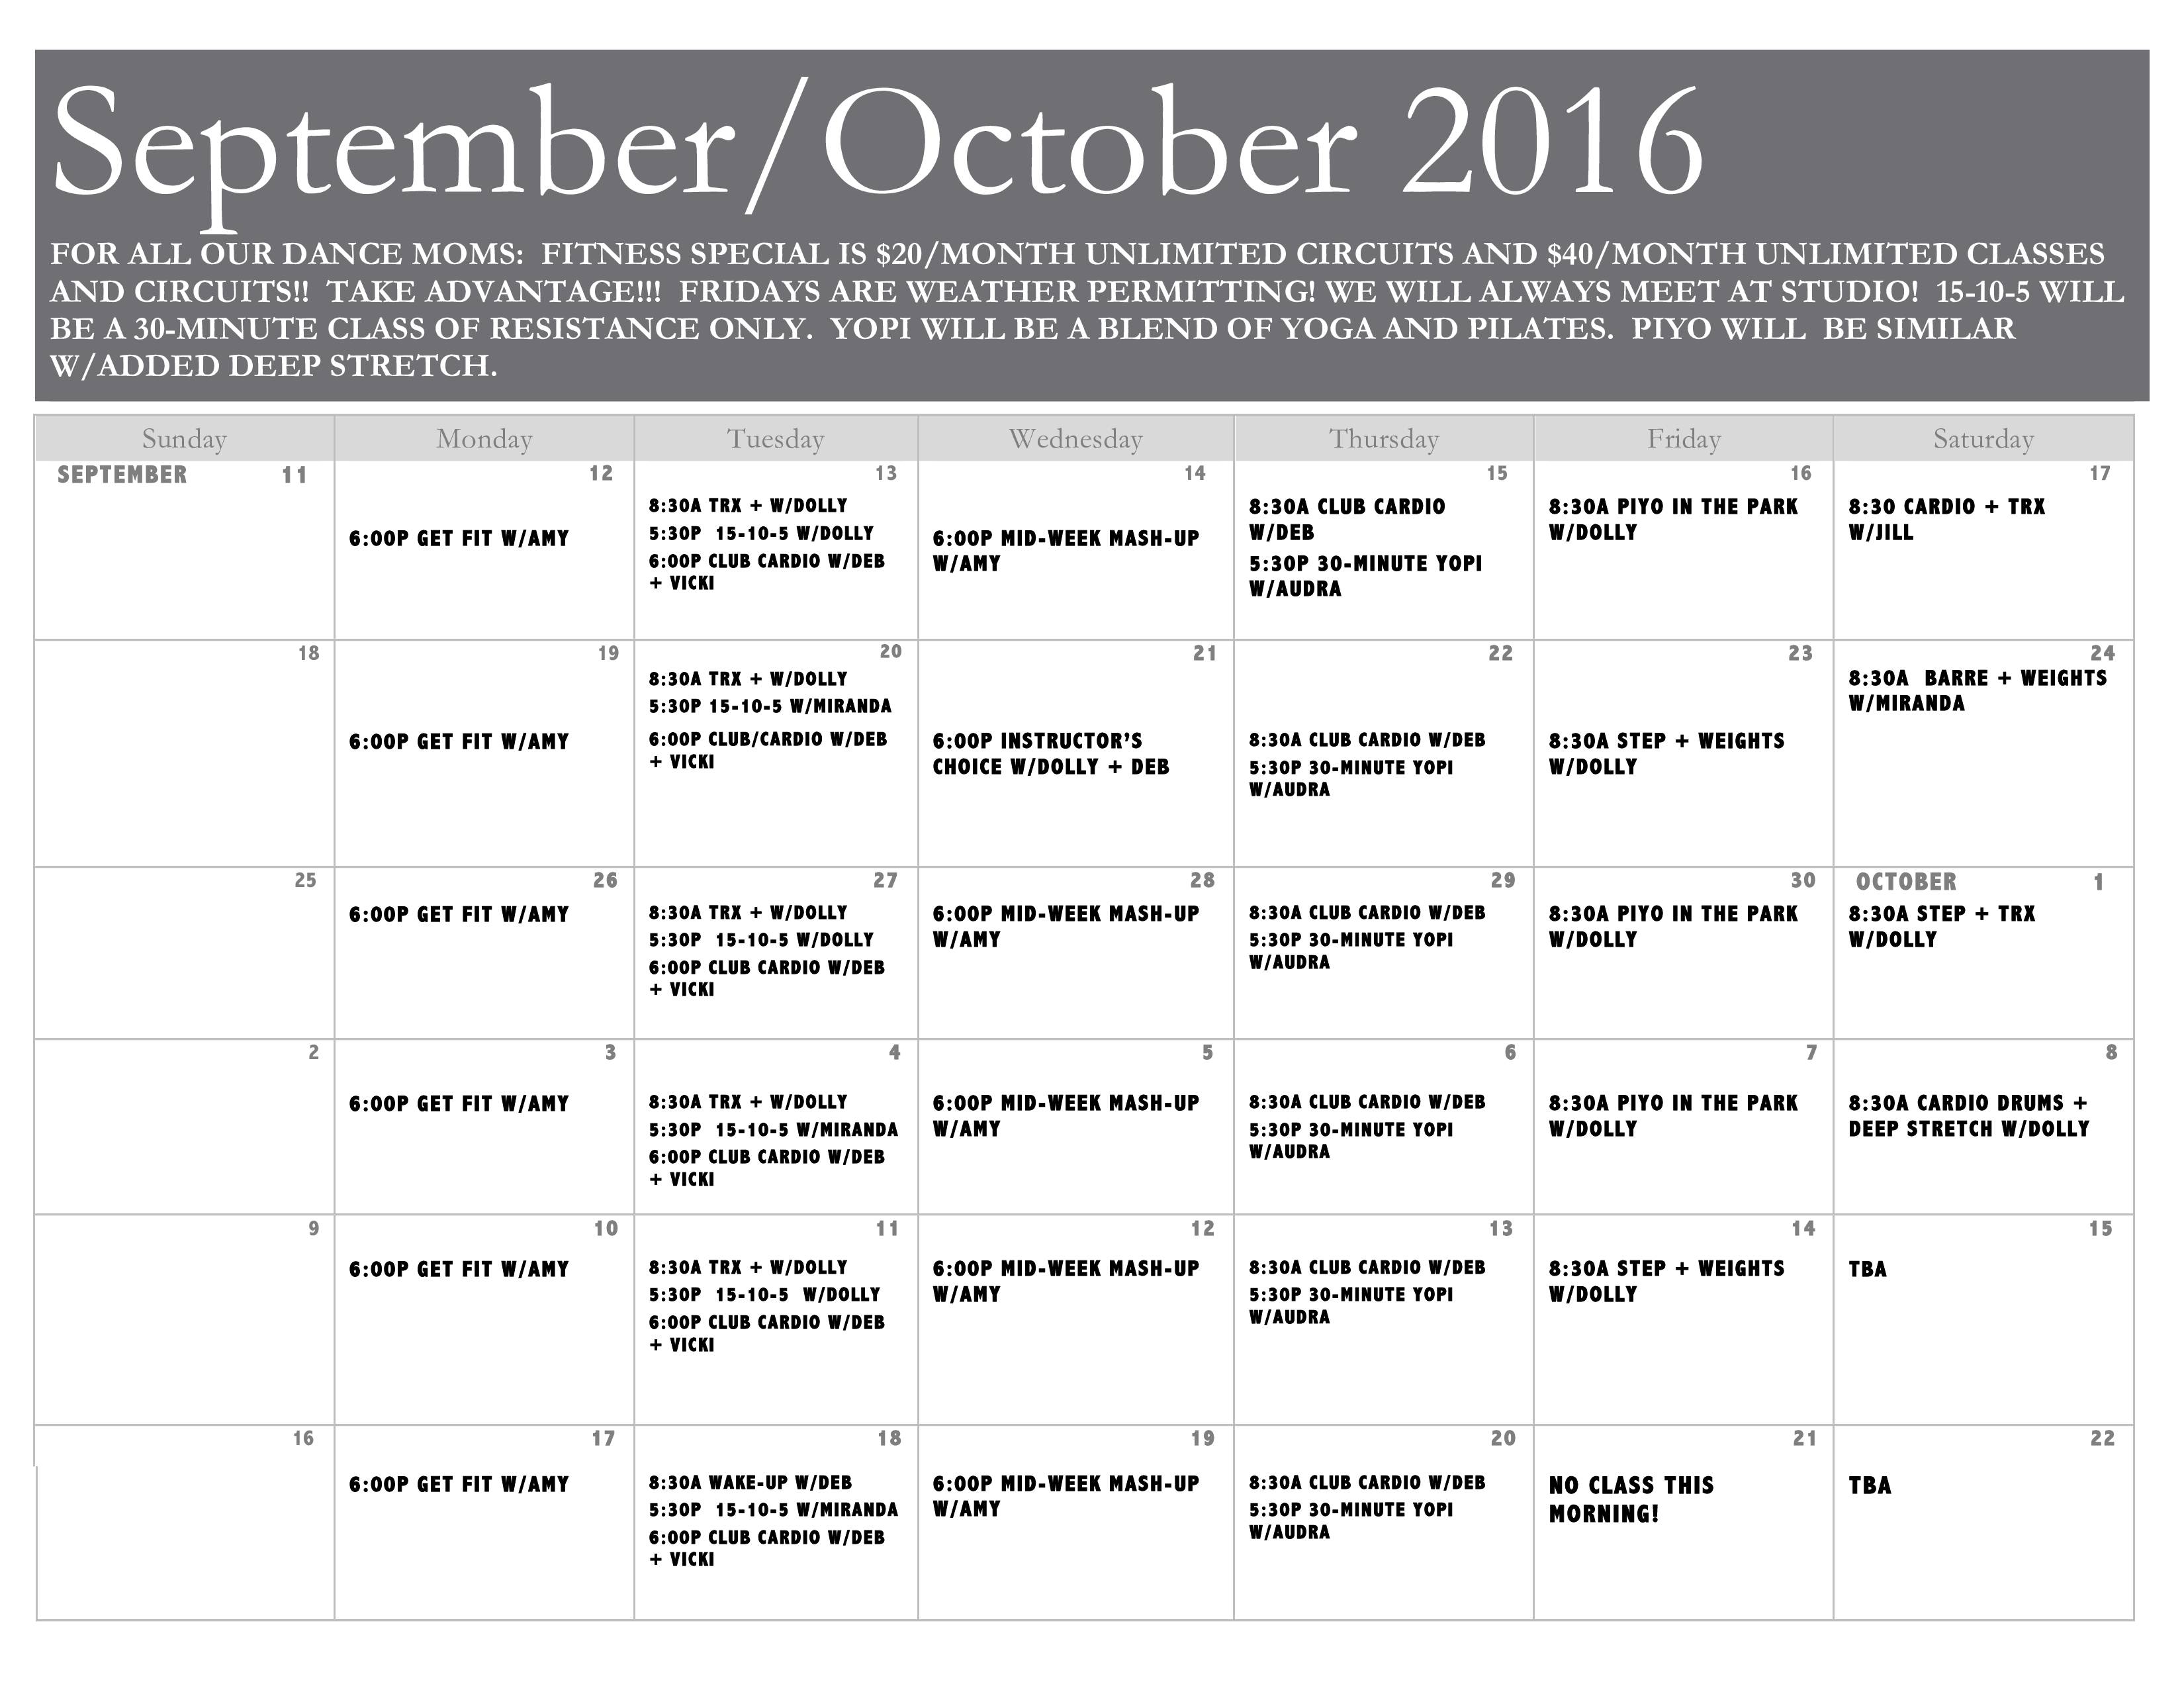 September/October 2016
FOR ALL OUR DANCE MOMS:  FITNESS SPECIAL IS $20/MONTH UNLIMITED CIRCUITS AND $40/MONTH UNLIMITED CLASSES
AND CIRCUITS!!  TAKE ADVANTAGE!!!  FRIDAYS ARE WEATHER PERMITTING! WE WILL ALWAYS MEET AT STUDIO!  15-10-5 WILL
BE A 30-MINUTE CLASS OF RESISTANCE ONLY.  YOPI WILL BE A BLEND OF YOGA AND PILATES.  PIYO WILL  BE SIMILAR
W/ADDED DEEP STRETCH.
Sunday
Monday
Tuesday
Wednesday
Thursday
Friday
Saturday
SEPTEMBER 11
12
6:00P GET FIT W/AMY
13
8:30A TRX + W/DOLLY
5:30P  15-10-5 W/DOLLY
6:00P CLUB CARDIO W/DEB
+ VICKI
14
6:00P MID-WEEK MASH-UP
W/AMY
15
8:30A CLUB CARDIO
W/DEB
5:30P 30-MINUTE YOPI
W/AUDRA
16
8:30A PIYO IN THE PARK
W/DOLLY
17
8:30 CARDIO + TRX
W/JILL
18
19
6:00P GET FIT W/AMY
20
8:30A TRX + W/DOLLY
5:30P 15-10-5 W/MIRANDA
6:00P CLUB/CARDIO W/DEB
+ VICKI
21
6:00P INSTRUCTOR'S
CHOICE W/DOLLY + DEB
22
8:30A CLUB CARDIO W/DEB
5:30P 30-MINUTE YOPI
W/AUDRA
23
8:30A STEP + WEIGHTS
W/DOLLY
24
8:30A  BARRE + WEIGHTS
W/MIRANDA
25
26
6:00P GET FIT W/AMY
27
8:30A TRX + W/DOLLY
5:30P  15-10-5 W/DOLLY
6:00P CLUB CARDIO W/DEB
+ VICKI
28
6:00P MID-WEEK MASH-UP
W/AMY
29
8:30A CLUB CARDIO W/DEB
5:30P 30-MINUTE YOPI
W/AUDRA
30
8:30A PIYO IN THE PARK
W/DOLLY
OCTOBER 1
8:30A STEP + TRX
W/DOLLY
2
3
6:00P GET FIT W/AMY
4
8:30A TRX + W/DOLLY
5:30P  15-10-5 W/MIRANDA
6:00P CLUB CARDIO W/DEB
+ VICKI
5
6:00P MID-WEEK MASH-UP
W/AMY
6
8:30A CLUB CARDIO W/DEB
5:30P 30-MINUTE YOPI
W/AUDRA
7
8:30A PIYO IN THE PARK
W/DOLLY
8
8:30A CARDIO DRUMS +
DEEP STRETCH W/DOLLY
9
10
6:00P GET FIT W/AMY
11
8:30A TRX + W/DOLLY
5:30P  15-10-5  W/DOLLY
6:00P CLUB CARDIO W/DEB
+ VICKI
12
6:00P MID-WEEK MASH-UP
W/AMY
13
8:30A CLUB CARDIO W/DEB
5:30P 30-MINUTE YOPI
W/AUDRA
14
8:30A STEP + WEIGHTS
W/DOLLY
15
TBA
16
17
6:00P GET FIT W/AMY
18
8:30A WAKE-UP W/DEB
5:30P  15-10-5 W/MIRANDA
6:00P CLUB CARDIO W/DEB
+ VICKI
19
6:00P MID-WEEK MASH-UP
W/AMY
20
8:30A CLUB CARDIO W/DEB
5:30P 30-MINUTE YOPI
W/AUDRA
21
NO CLASS THIS
MORNING!
22
TBA